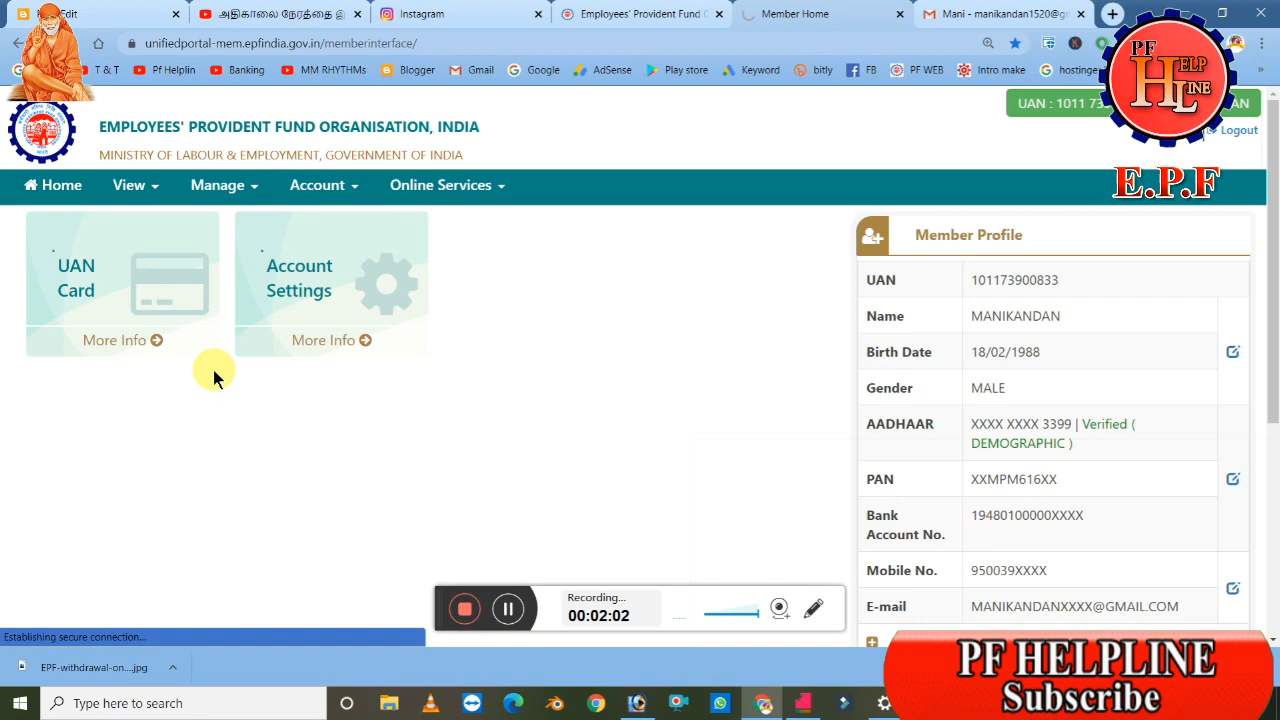 Edit
அதிகாலை நேரத்தை இ
Instagram
Employees' Provident Fund O
Member Home
Mani - manikandan1520@gm
unifiedportal-mem.epfindia.gov.in/memberinterface/
T & T
Pf Helplin
Banking
MM RHYTHMs
Blogger
Gmail
Google
AdSense
Play store
Keyword
bitly
FB
PF WEB
Intro make
hostinge
PF
HELP
LINE
UAN : 1011 73
AN
Logout
E.P.F
EMPLOYEES' PROVIDENT FUND ORGANISATION, INDIA
MINISTRY OF LABOUR & EMPLOYMENT, GOVERNMENT OF INDIA
Home View Manage Account Online Services
UAN
Card
More Info
Account
Settings
More Info
Member Profile
UAN 101173900833
Name MANIKANDAN
Birth Date 18/02/1988
Gender MALE
AADHAAR XXXX XXXX 3399 | Verified (
DEMOGRAPHIC )
PAN XXMPM616XX
Bank
Account No. 19480100000XXXX
Mobile No. 950039XXXX
E-mail MANIKANDANXXXX@GMAIL.COM
Recording...
00:02:02
Establishing secure connection...
EPF-withdrawal-on....jpg
PF HELPLINE
Subscribe
Type here to search